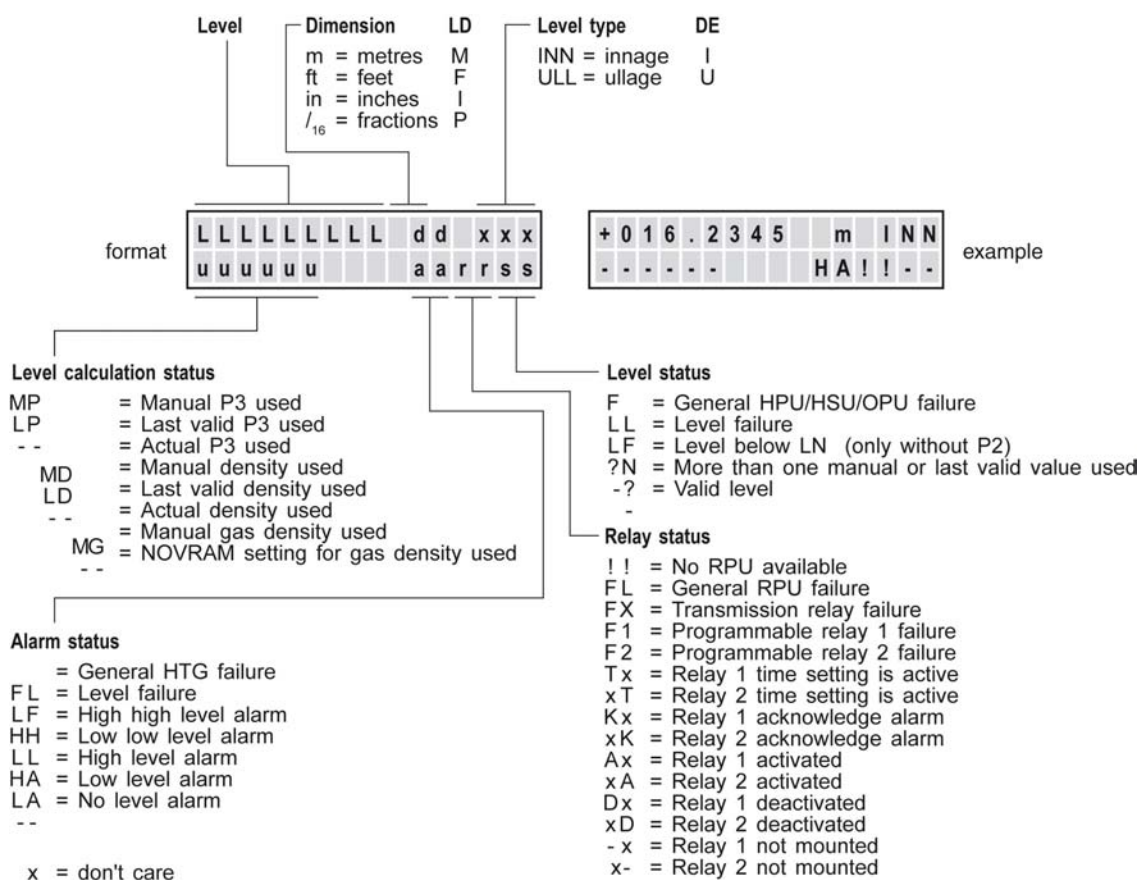 Level
Dimension LD
m = metres M
ft = feet F
in = inches I
/16 = fractions P
Level type DE
INN = innage I
ULL = ullage U
format
L L L L L L L L L d d x x x
u u u u u u a a r r s s
+ 0 1 6 . 2 3 4 5 m I N N
- - - - - - H A ! ! - -
example
Level calculation status
MP = Manual P3 used
LP = Last valid P3 used
- - = Actual P3 used
MD = Manual density used
LD = Last valid density used
- - = Actual density used
= Manual gas density used
MG = NOVRAM setting for gas density used
- -
Alarm status
= General HTG failure
FL = Level failure
LF = High high level alarm
HH = Low low level alarm
LL = High level alarm
HA = Low level alarm
LA = No level alarm
- -
x = don't care
Level status
F = General HPU/HSU/OPU failure
LL = Level failure
LF = Level below LN (only without P2)
?N = More than one manual or last valid value used
-? = Valid level
-
Relay status
! ! = No RPU available
FL = General RPU failure
FX = Transmission relay failure
F1 = Programmable relay 1 failure
F2 = Programmable relay 2 failure
Tx = Relay 1 time setting is active
xT = Relay 2 time setting is active
Kx = Relay 1 acknowledge alarm
xK = Relay 2 acknowledge alarm
Ax = Relay 1 activated
xA = Relay 2 activated
Dx = Relay 1 deactivated
xD = Relay 2 deactivated
- x = Relay 1 not mounted
x- = Relay 2 not mounted